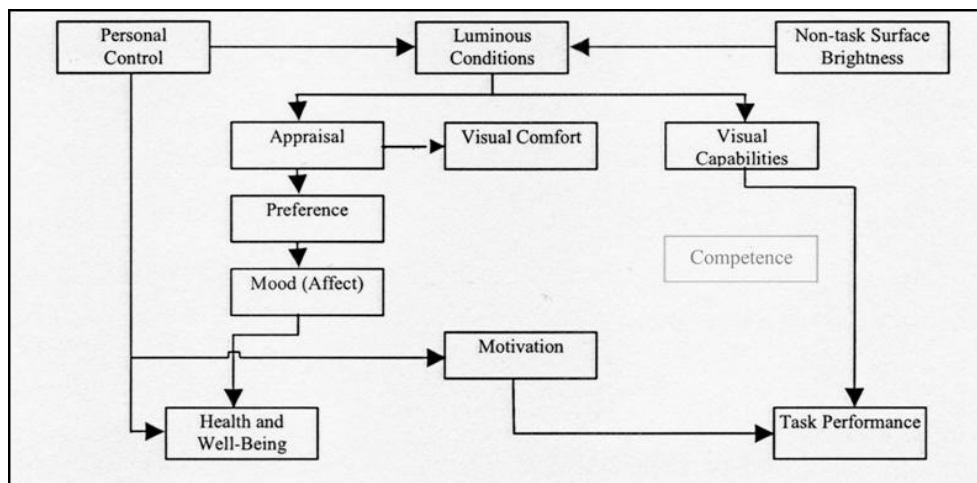 Personal
Control
Luminous
Conditions
Non-task Surface
Brightness
Appraisal
Visual Comfort
Visual
Capabilities
Preference
Competence
Mood (Affect)
Motivation
Health and
Well-Being
Task Performance